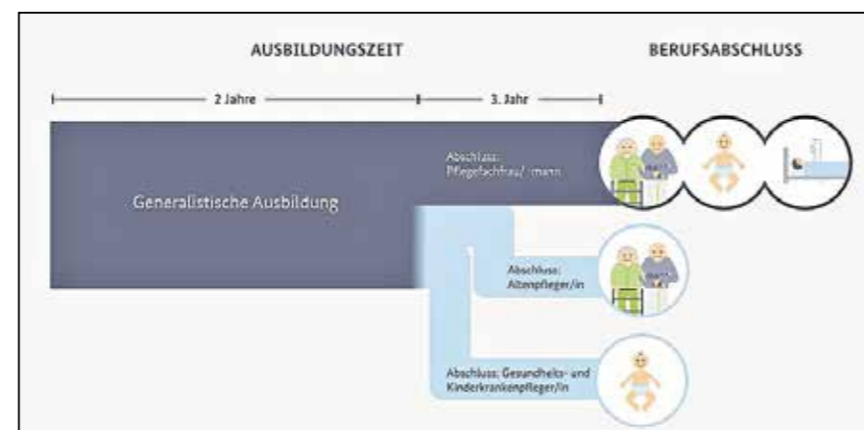 AUSBILDUNGSZEIT
BERUFSABSCHLUSS
2 Jahre
3. Jahr
Generalistische Ausbildung
Abschluss:
Pflegefachfrau/-mann
Abschluss:
Altenpfleger/in
Abschluss: Gesundheits- und
Kinderkrankenpfleger/in